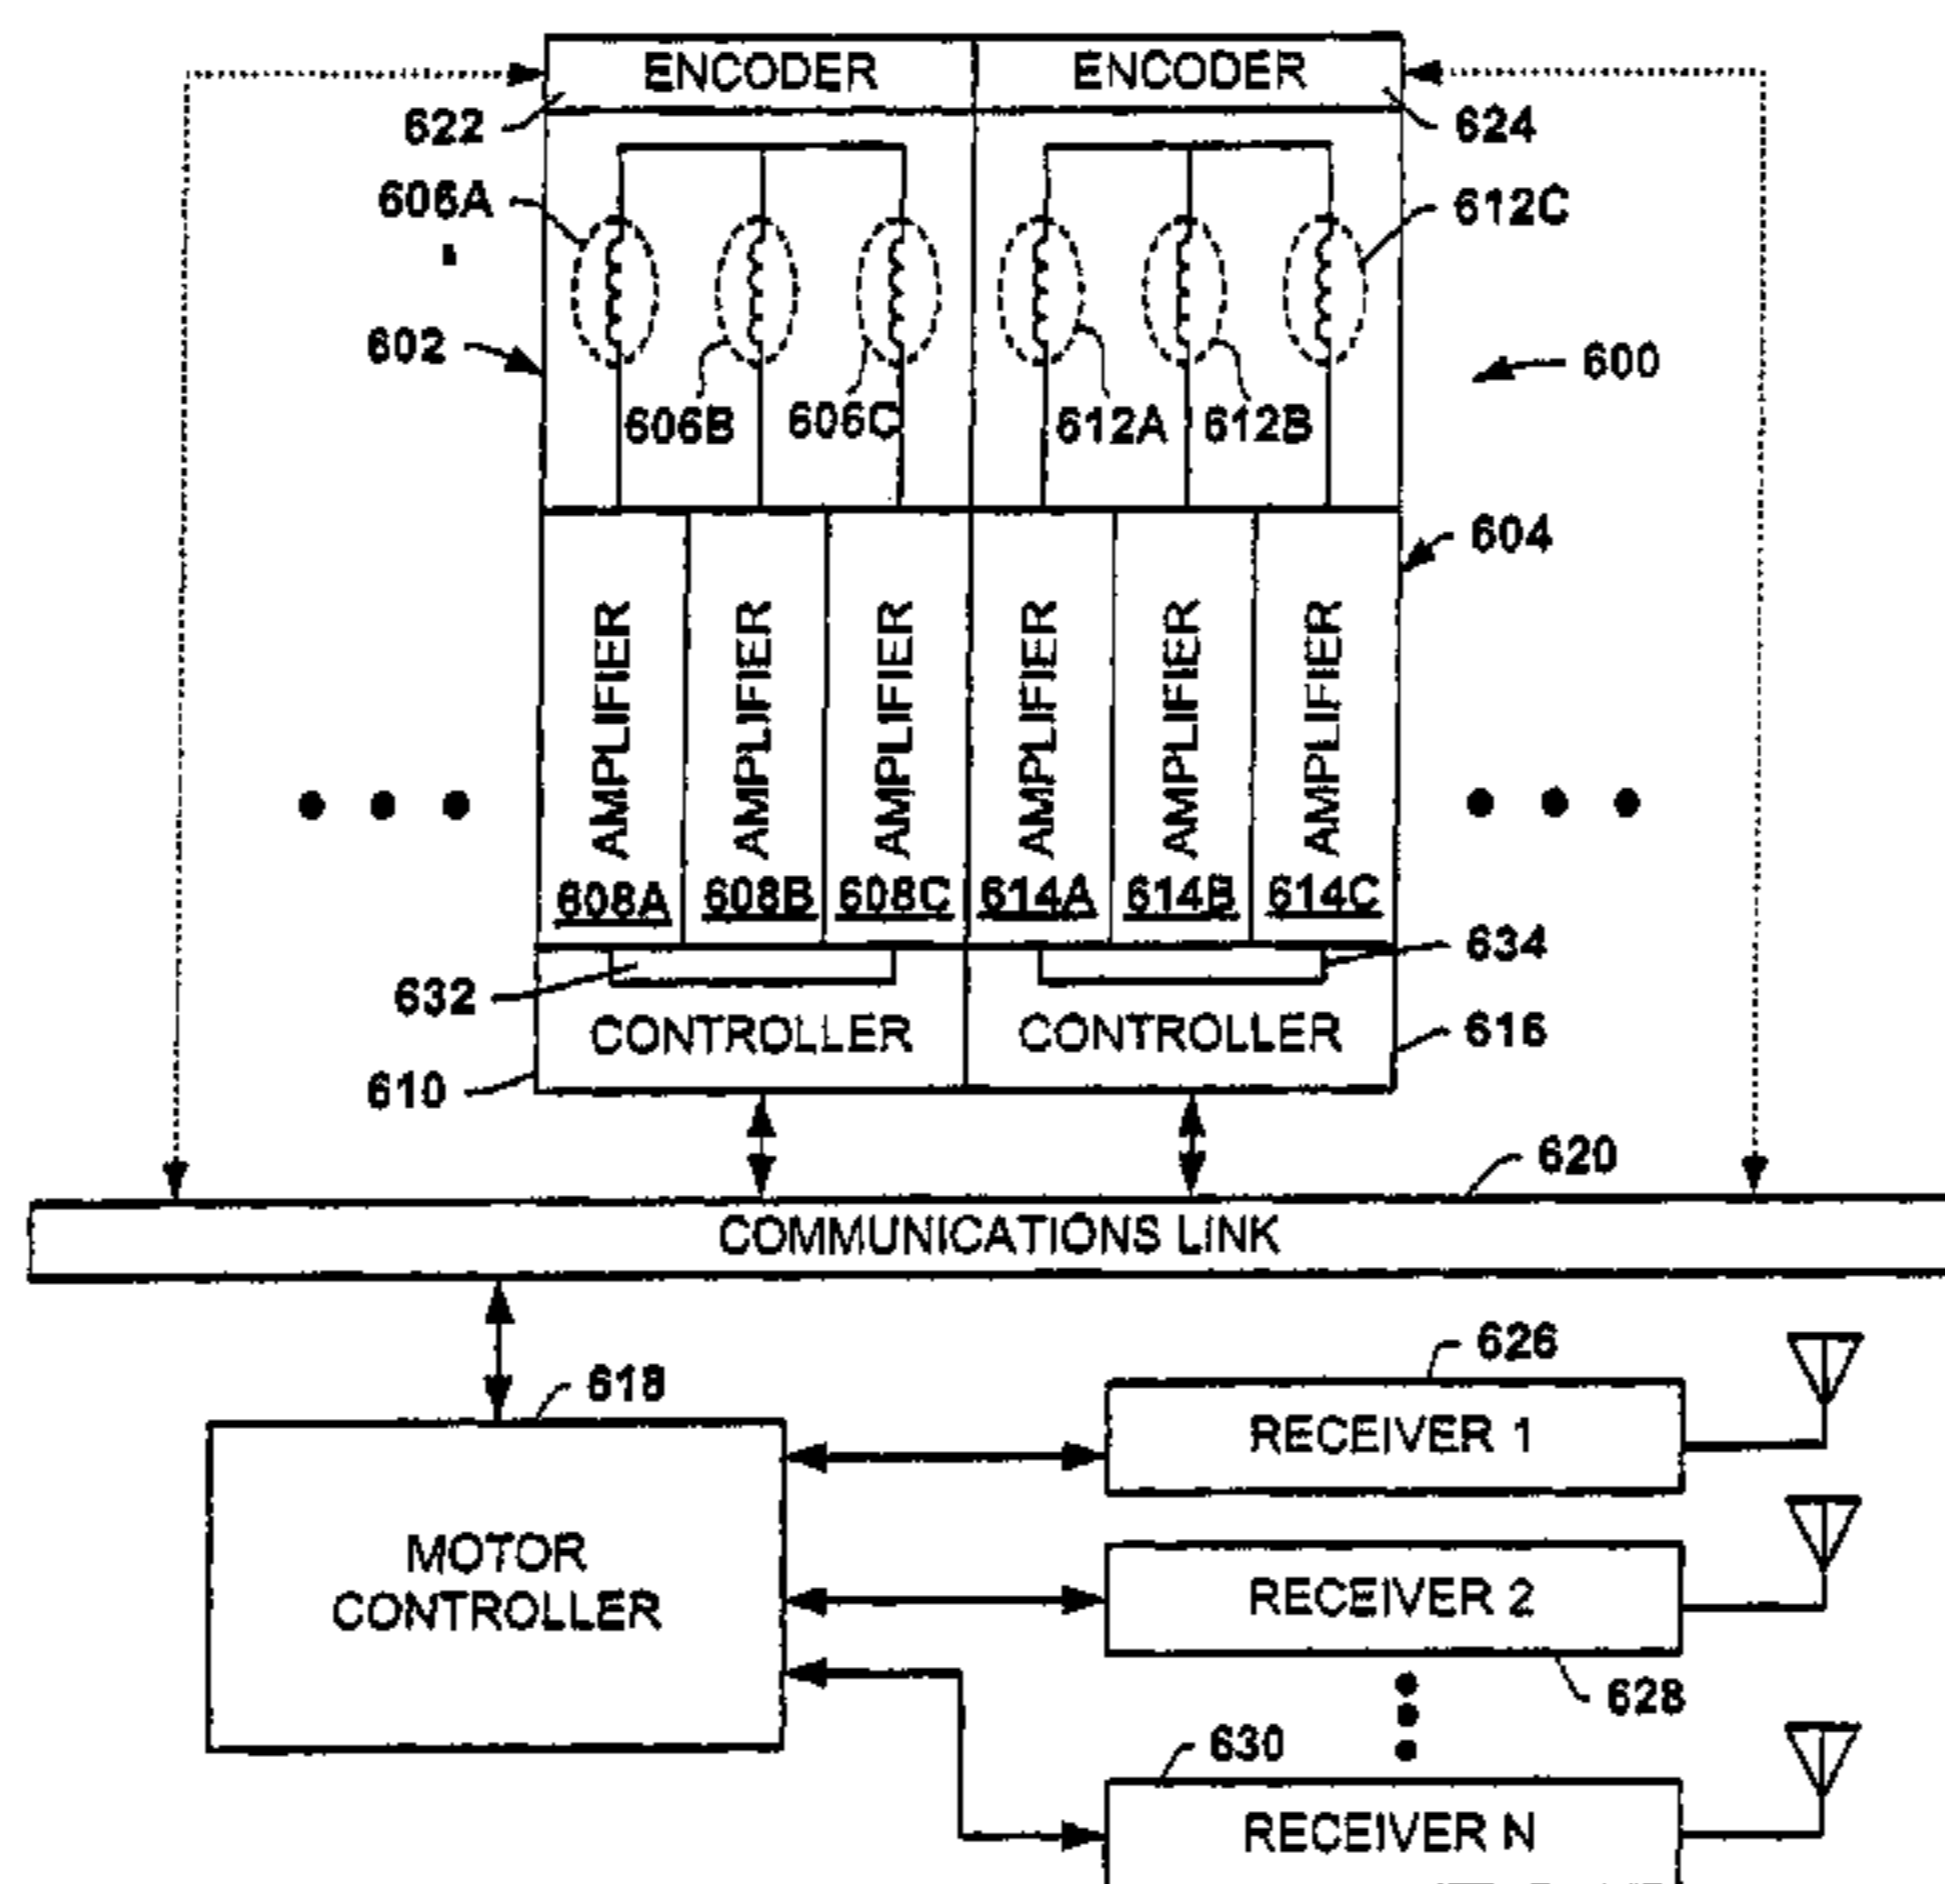 ENCODER ENCODER
622 624
606A 612C
602 600
606B 606C 612A 612B
604
AMPLIFIER AMPLIFIER AMPLIFIER AMPLIFIER AMPLIFIER AMPLIFIER
608A 608B 608C 614A 614B 614C
634
632
CONTROLLER CONTROLLER
616
610
620
COMMUNICATIONS LINK
626
618
RECEIVER 1
MOTOR
CONTROLLER
RECEIVER 2
628
630
RECEIVER N